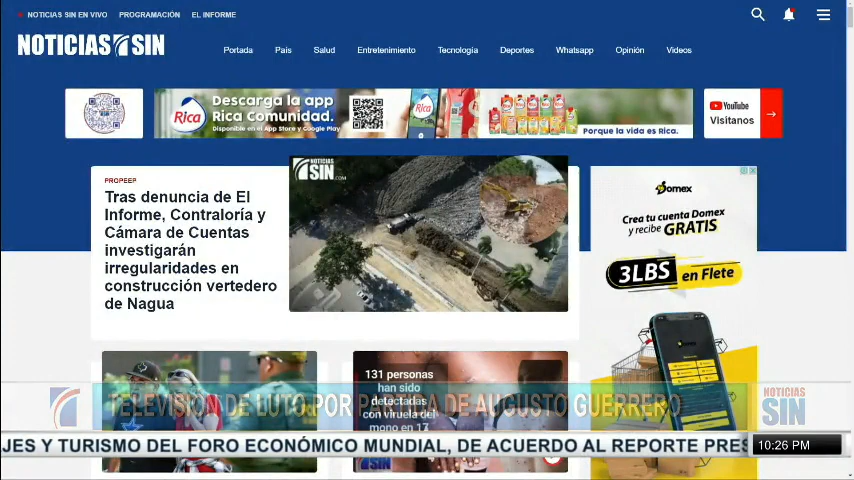 NOTICIAS SIN EN VIVO PROGRAMACIÓN EL INFORME
NOTICIAS SIN
Portada País Salud Entretenimiento Tecnología Deportes Whatsapp Opinión Videos
Rica
Descarga la app
Rica Comunidad.
Disponible en el App Store y Google Play
Rica
Porque la vida es Rica.
YouTube
Visitanos
PROPEEP
Tras denuncia de El
Informe, Contraloría y
Cámara de Cuentas
investigarán
irregularidades en
construcción vertedero
de Nagua
NOTICIAS
SIN.COM
Domex
Crea tu cuenta Domex
y recibe GRATIS
3LBS en Flete
131 personas
han sido
detectadas
con viruela del
mono en 17
SIN
TELEVISIÓN DE LUTO POR PARTIDA DE AUGUSTO GUERRERO
NOTICIAS
SIN
JES Y TURISMO DEL FORO ECONÓMICO MUNDIAL, DE ACUERDO AL REPORTE PRES
10:26 PM